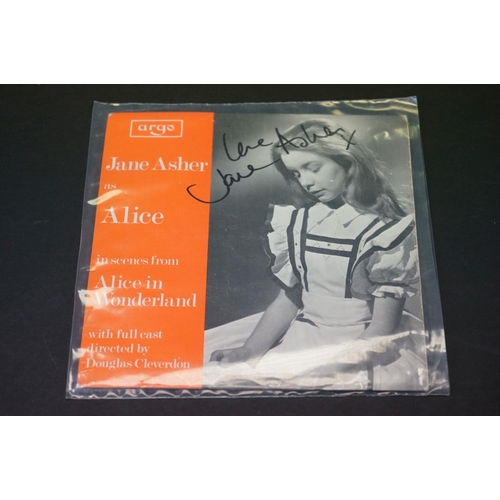 argo
Jane Asher
as
Alice
in scenes from
Alice in
Wonderland
with full cast
directed by
Douglas Cleverdon
Love
Jane Asher